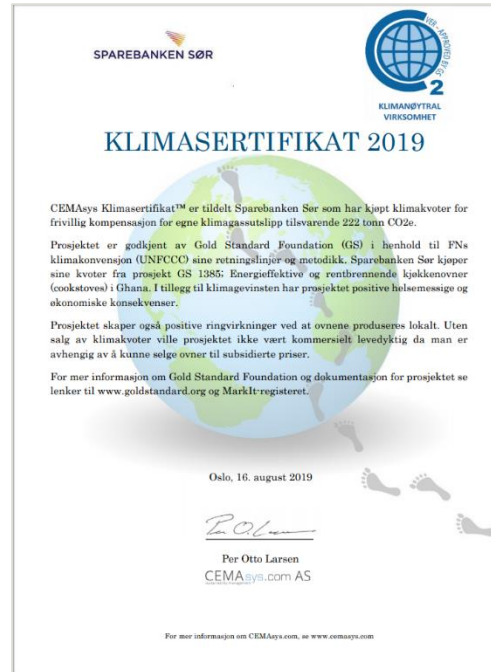 SPAREBANKEN SØR
VER - APPROVED BY GS
2
KLIMANØYTRAL
VIRKSOMHET
KLIMASERTIFIKAT 2019
CEMAsys Klimasertifikat™ er tildelt Sparebanken Sør som har kjøpt klimakvoter for
frivillig kompensasjon for egne klimagassutslipp tilsvarende 222 tonn CO2e.
Prosjektet er godkjent av Gold Standard Foundation (GS) i henhold til FNs
klimakonvensjon (UNFCCC) sine retningslinjer og metodikk. Sparebanken Sør kjøper
sine kvoter fra prosjekt GS 1385: Energieffektive og rentbrennende kjøkkenovner
(cookstoves) i Ghana. I tillegg til klimagevinsten har prosjektet positive helsemessige og
økonomiske konsekvenser.
Prosjektet skaper også positive ringvirkninger ved at ovnene produseres lokalt. Uten
salg av klimakvoter ville prosjektet ikke vært kommersielt levedyktig da man er
avhengig av å kunne selge ovner til subsidierte priser.
For mer informasjon om Gold Standard Foundation og dokumentasjon for prosjektet se
lenker til www.goldstandard.org og MarkIt-registeret.
Oslo, 16. august 2019
Per Otto Larsen
CEMAsys.com AS
For mer informasjon om CEMAsys.com, se www.cemasys.com